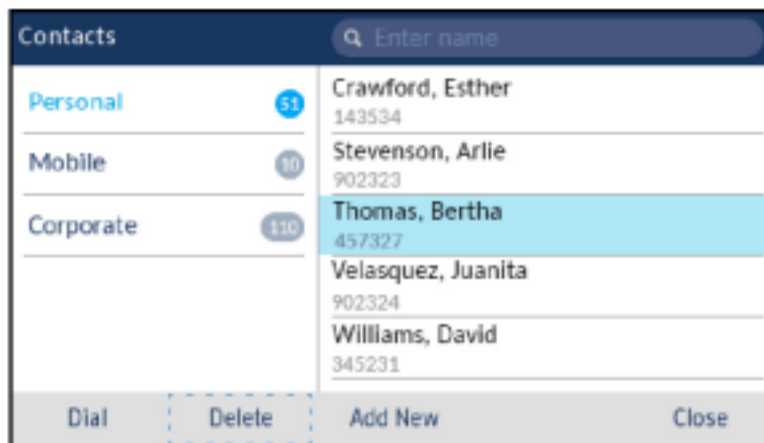 Contacts
Enter name
Personal 51
Mobile 10
Corporate 110
Crawford, Esther
143534
Stevenson, Arlie
902323
Thomas, Bertha
457327
Velasquez, Juanita
902324
Williams, David
345231
Dial Delete Add New Close